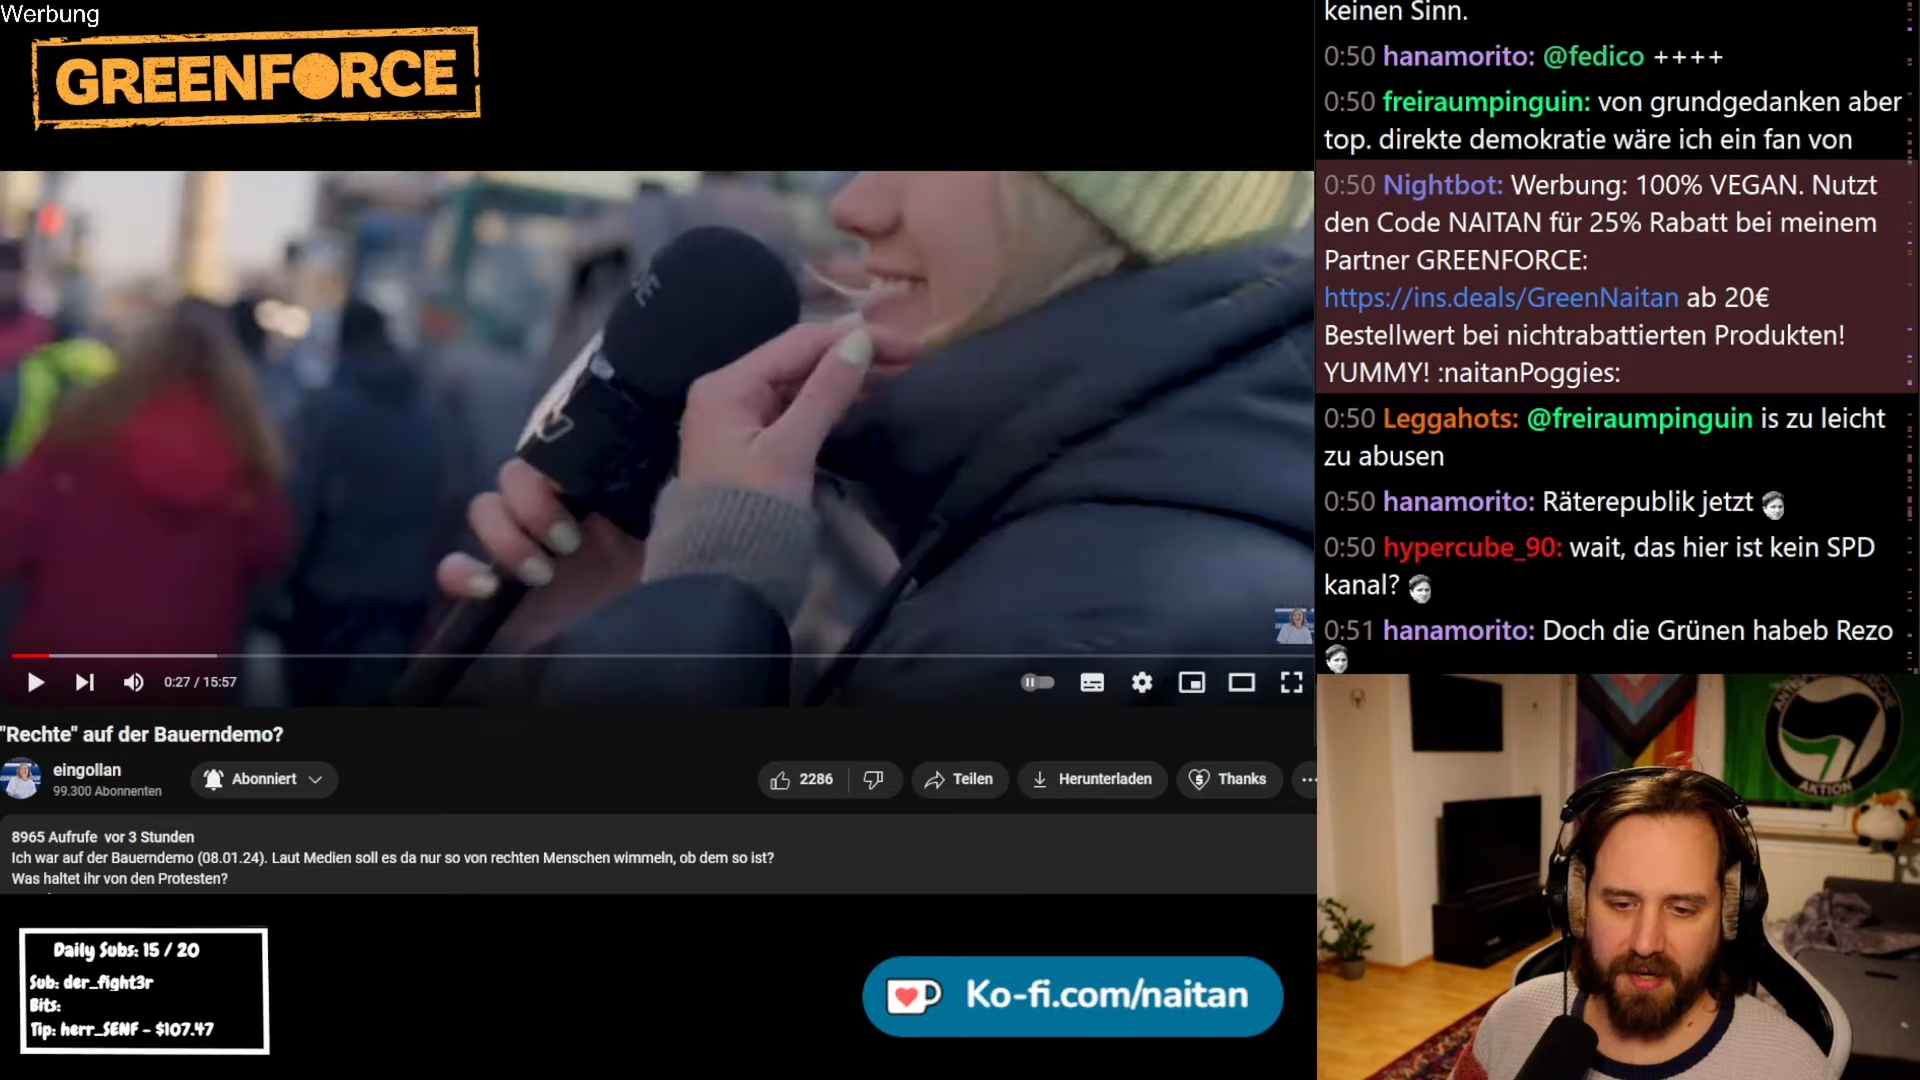 Werbung
GREENFORCE
0:27 / 15:57
"Rechte" auf der Bauerndemo?
eingollan
99.300 Abonnenten
Abonniert
2286
Teilen
Herunterladen
Thanks
8965 Aufrufe vor 3 Stunden
Ich war auf der Bauerndemo (08.01.24). Laut Medien soll es da nur so von rechten Menschen wimmeln, ob dem so ist?
Was haltet ihr von den Protesten?
Daily Subs: 15 / 20
Sub: der_fight3r
Bits:
Tip: herr_SENF - $107.47
Ko-fi.com/naitan
keinen Sinn.
0:50 hanamorito: @fedico ++++
0:50 freiraumpinguin: von grundgedanken aber
top. direkte demokratie wäre ich ein fan von
0:50 Nightbot: Werbung: 100% VEGAN. Nutzt
den Code NAITAN für 25% Rabatt bei meinem
Partner GREENFORCE:
https://ins.deals/GreenNaitan ab 20€
Bestellwert bei nichtrabattierten Produkten!
YUMMY! :naitanPoggies:
0:50 Leggahots: @freiraumpinguin is zu leicht
zu abusen
0:50 hanamorito: Räterepublik jetzt
0:50 hypercube_90: wait, das hier ist kein SPD
kanal?
0:51 hanamorito: Doch die Grünen habeb Rezo
AKTION